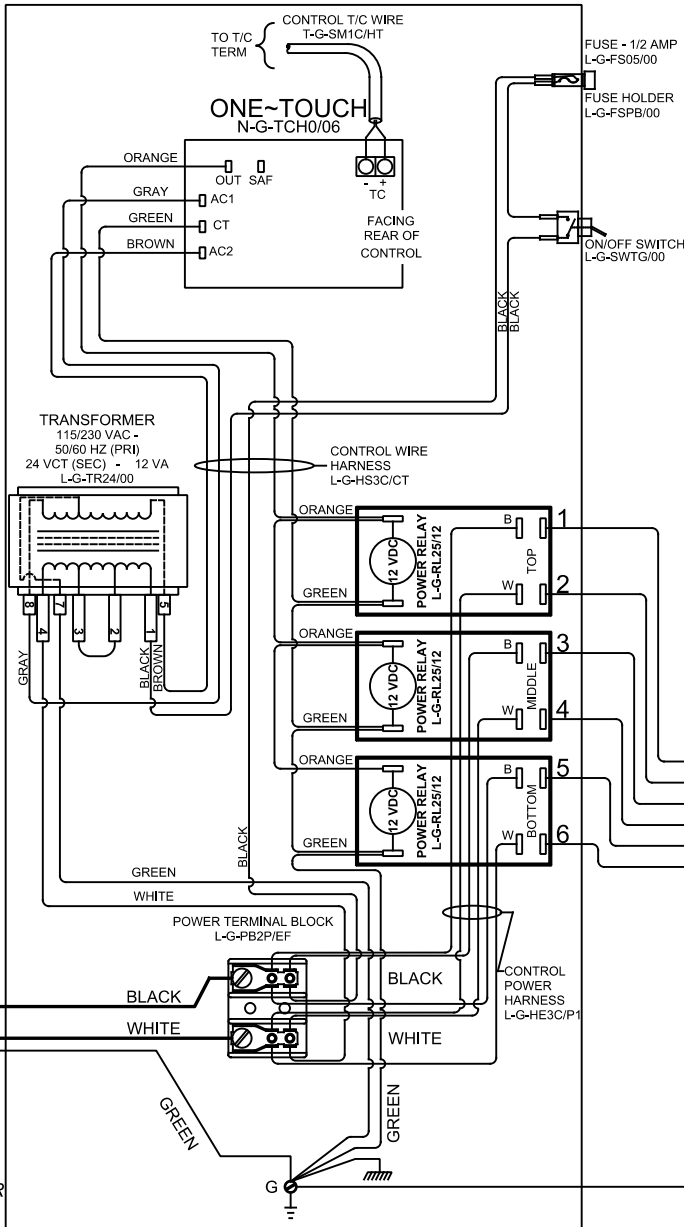 CONTROL T/C WIRE
T-G-SM1C/HT
TO T/C
TERM
FUSE - 1/2 AMP
L-G-FS05/00
FUSE HOLDER
L-G-FSPB/00
ONE~TOUCH
N-G-TCH0/06
ORANGE
OUT SAF
- +
TC
GRAY
AC1
GREEN
CT
BROWN
AC2
FACING
REAR OF
CONTROL
ON/OFF SWITCH
L-G-SWTG/00
BLACK
BLACK
TRANSFORMER
115/230 VAC -
50/60 HZ (PRI)
24 VCT (SEC) - 12 VA
L-G-TR24/00
CONTROL WIRE
HARNESS
L-G-HS3C/CT
8
4
7
3
2
1
5
GRAY
BLACK
BROWN
ORANGE
GREEN
12 VDC
POWER RELAY
L-G-RL25/12
B
W
TOP
1
2
ORANGE
GREEN
12 VDC
POWER RELAY
L-G-RL25/12
B
W
MIDDLE
3
4
ORANGE
GREEN
12 VDC
POWER RELAY
L-G-RL25/12
B
W
BOTTOM
5
6
BLACK
GREEN
WHITE
POWER TERMINAL BLOCK
L-G-PB2P/EF
BLACK
WHITE
BLACK
WHITE
CONTROL
POWER
HARNESS
L-G-HE3C/P1
GREEN
GREEN
G
R